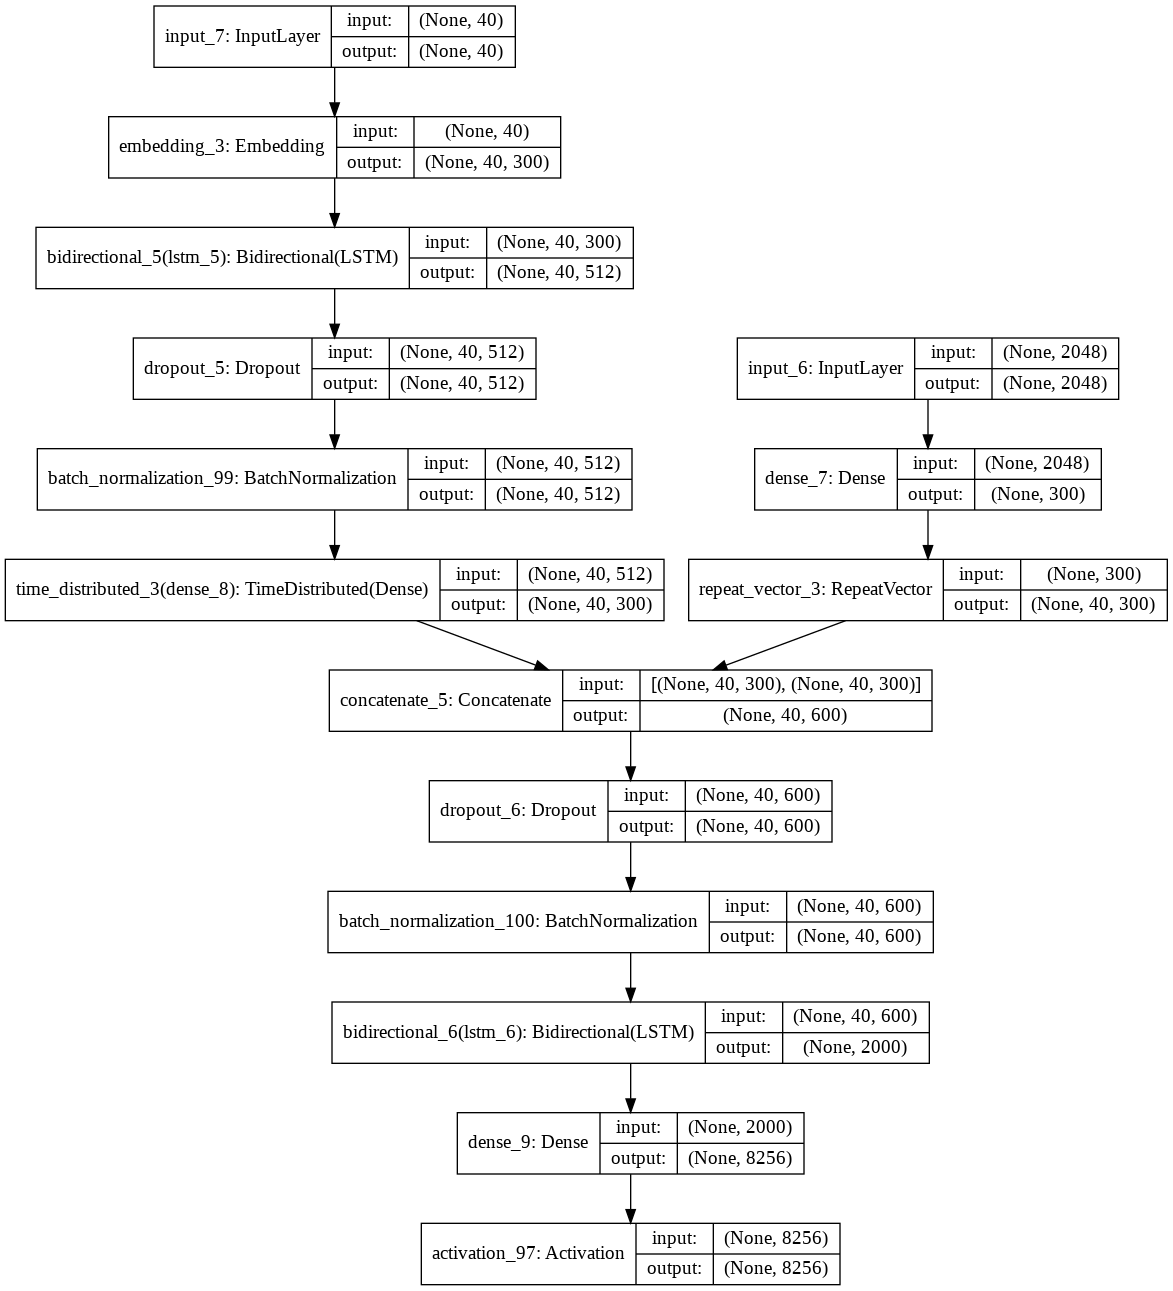 input_7: InputLayer
input: (None, 40)
output: (None, 40)
embedding_3: Embedding
input: (None, 40)
output: (None, 40, 300)
bidirectional_5(lstm_5): Bidirectional(LSTM)
input: (None, 40, 300)
output: (None, 40, 512)
dropout_5: Dropout
input: (None, 40, 512)
output: (None, 40, 512)
input_6: InputLayer
input: (None, 2048)
output: (None, 2048)
batch_normalization_99: BatchNormalization
input: (None, 40, 512)
output: (None, 40, 512)
dense_7: Dense
input: (None, 2048)
output: (None, 300)
time_distributed_3(dense_8): TimeDistributed(Dense)
input: (None, 40, 512)
output: (None, 40, 300)
repeat_vector_3: RepeatVector
input: (None, 300)
output: (None, 40, 300)
concatenate_5: Concatenate
input: [(None, 40, 300), (None, 40, 300)]
output: (None, 40, 600)
dropout_6: Dropout
input: (None, 40, 600)
output: (None, 40, 600)
batch_normalization_100: BatchNormalization
input: (None, 40, 600)
output: (None, 40, 600)
bidirectional_6(lstm_6): Bidirectional(LSTM)
input: (None, 40, 600)
output: (None, 2000)
dense_9: Dense
input: (None, 2000)
output: (None, 8256)
activation_97: Activation
input: (None, 8256)
output: (None, 8256)